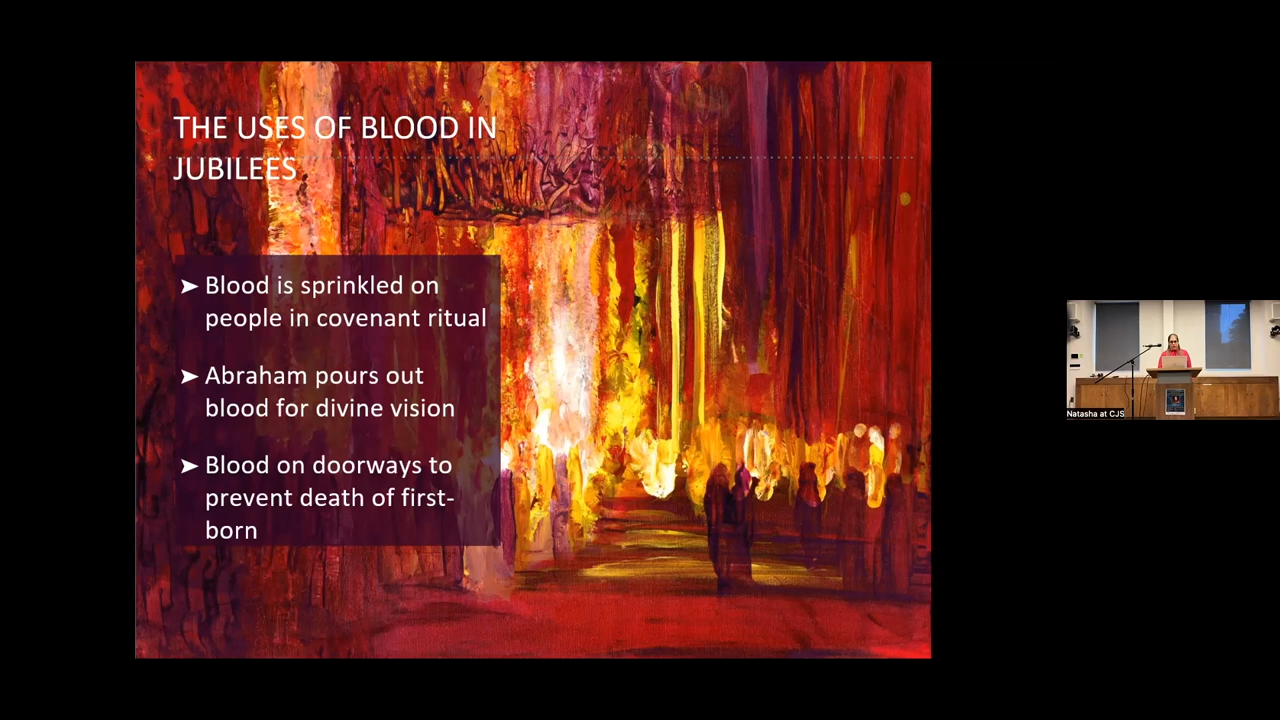 THE USES OF BLOOD IN
JUBILEES
➤ Blood is sprinkled on
people in covenant ritual
➤ Abraham pours out
blood for divine vision
➤ Blood on doorways to
prevent death of first-
born
Natasha at CJS